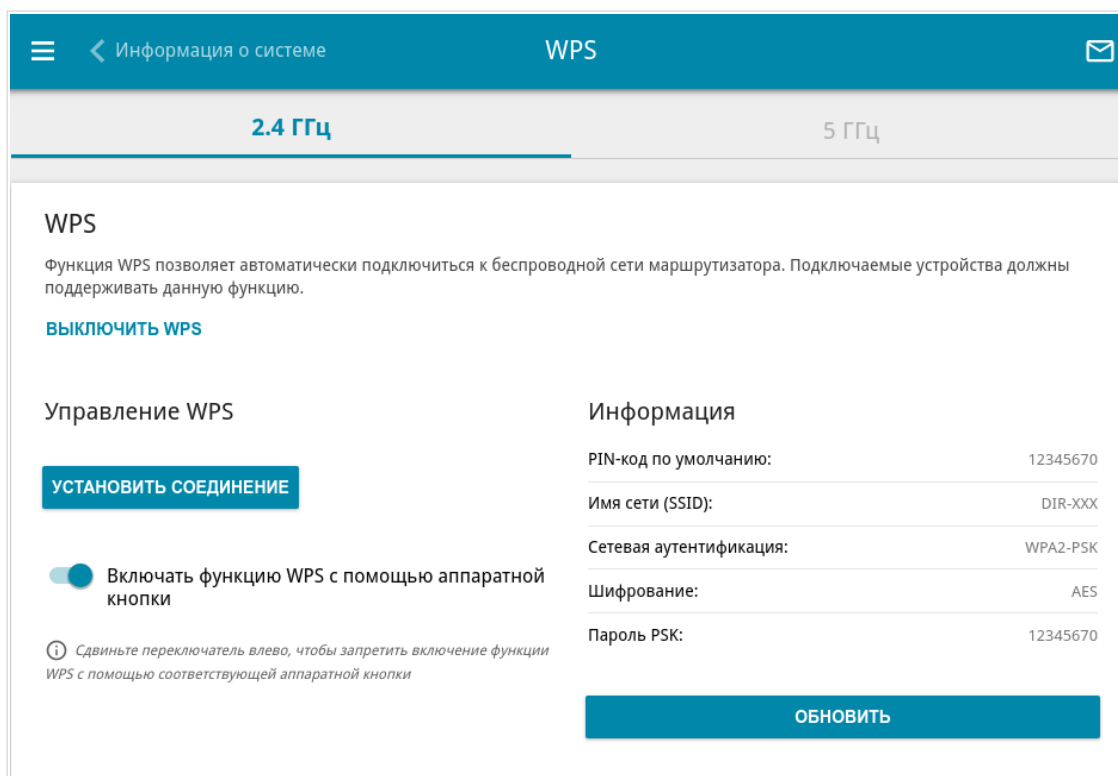 Информация о системе
WPS
2.4 ГГц
5 ГГц
WPS
Функция WPS позволяет автоматически подключиться к беспроводной сети маршрутизатора. Подключаемые устройства должны
поддерживать данную функцию.
ВЫКЛЮЧИТЬ WPS
Управление WPS
УСТАНОВИТЬ СОЕДИНЕНИЕ
Включать функцию WPS с помощью аппаратной
кнопки
Сдвиньте переключатель влево, чтобы запретить включение функции
WPS с помощью соответствующей аппаратной кнопки
Информация
PIN-код по умолчанию: 12345670
Имя сети (SSID): DIR-XXX
Сетевая аутентификация: WPA2-PSK
Шифрование: AES
Пароль PSK: 12345670
ОБНОВИТЬ